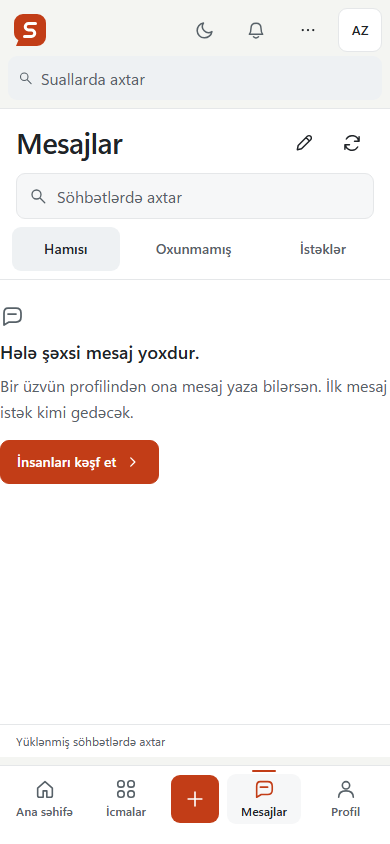 S
AZ
Suallarda axtar
Mesajlar
Söhbətlərdə axtar
Hamısı
Oxunmamış
İstəklər
Hələ şəxsi mesaj yoxdur.
Bir üzvün profilindən ona mesaj yaza bilərsən. İlk mesaj
istək kimi gedəcək.
İnsanları kəşf et
Yüklənmiş söhbətlərdə axtar
Ana səhifə
İcmalar
Mesajlar
Profil